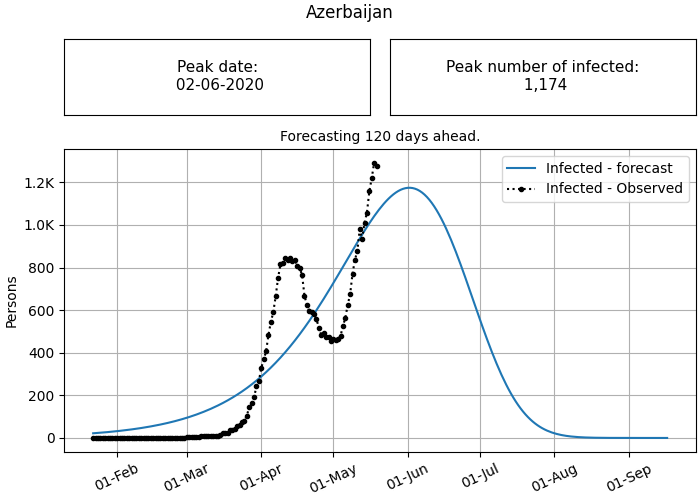 Azerbaijan
Peak date:
02-06-2020
Peak number of infected:
1,174
Forecasting 120 days ahead.
Infected - forecast
Infected - Observed
Persons
1.2K
1.0K
800
600
400
200
0
01-Feb
01-Mar
01-Apr
01-May
01-Jun
01-Jul
01-Aug
01-Sep